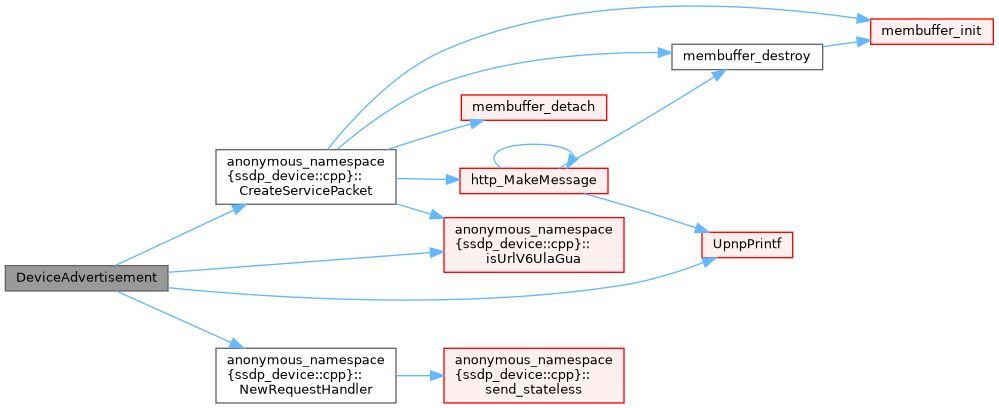 membuffer_init
membuffer_destroy
membuffer_detach
anonymous_namespace
{ssdp_device::cpp}::
CreateServicePacket
http_MakeMessage
anonymous_namespace
{ssdp_device::cpp}::
isUrlV6UlaGua
UpnpPrintf
DeviceAdvertisement
anonymous_namespace
{ssdp_device::cpp}::
NewRequestHandler
anonymous_namespace
{ssdp_device::cpp}::
send_stateless